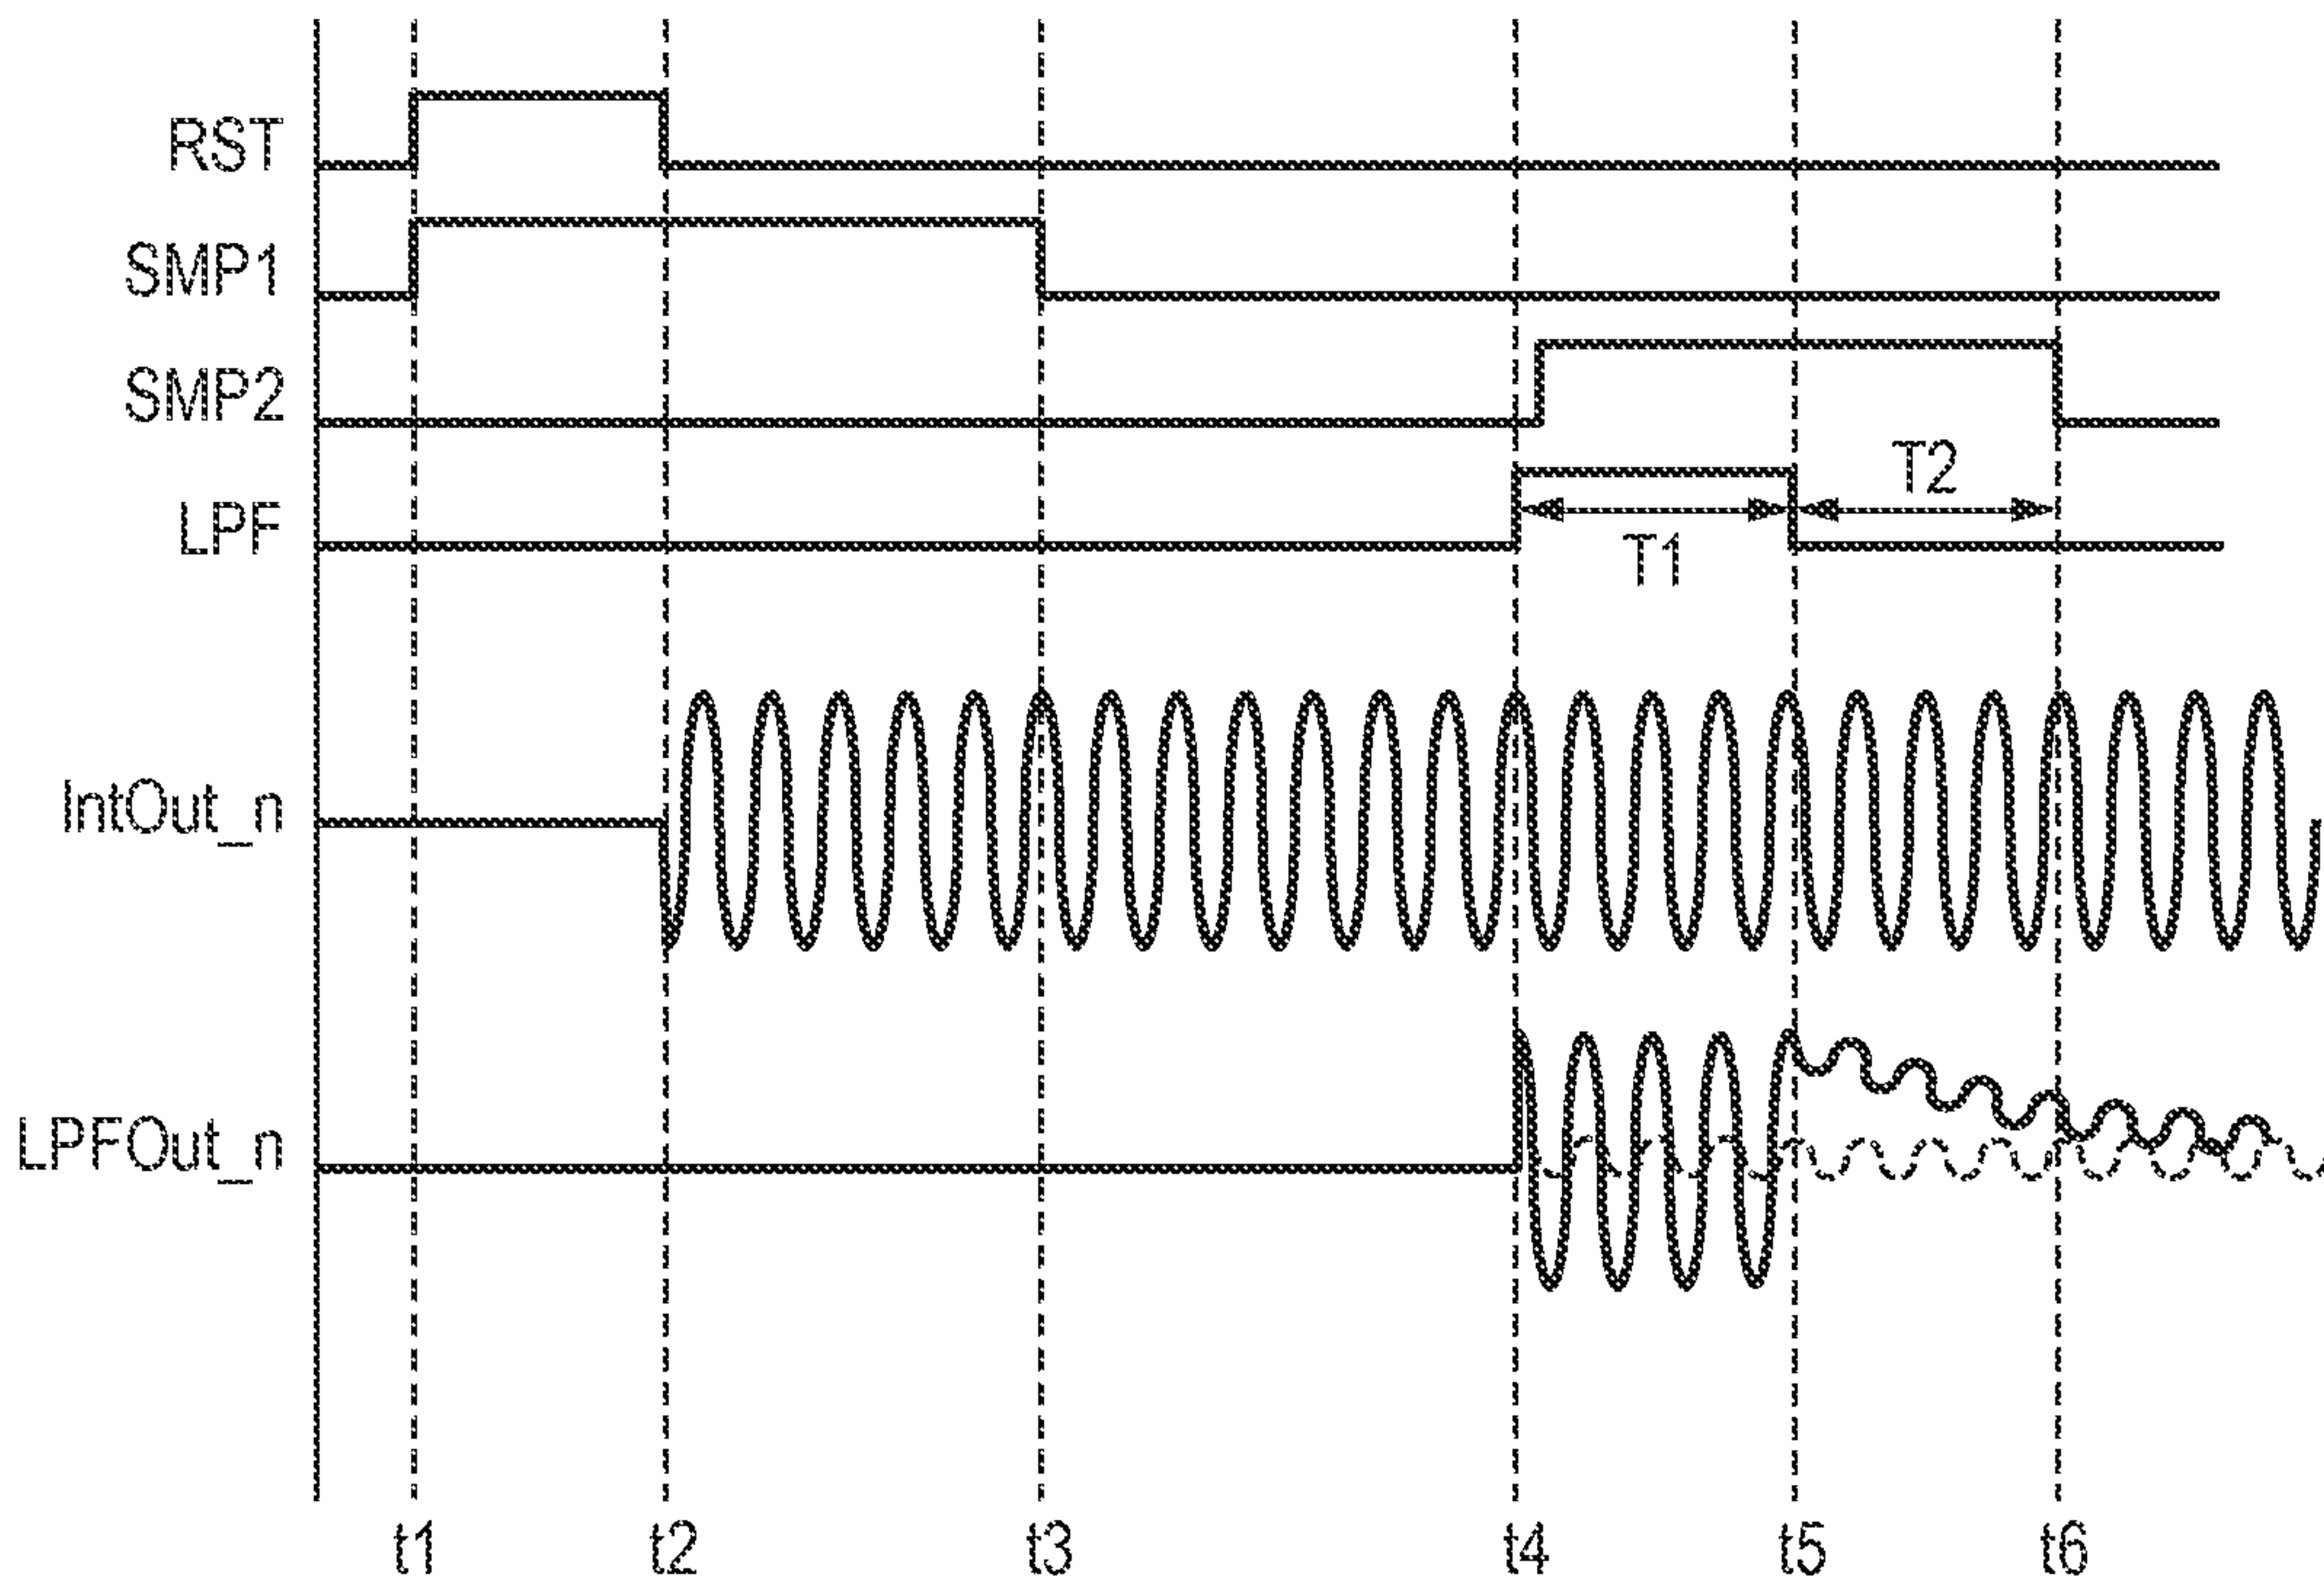 RST
SMP1
SMP2
T2
LPF
T1
IntOut_n
LPFOut_n
t1 t2 t3 t4 t5 t6